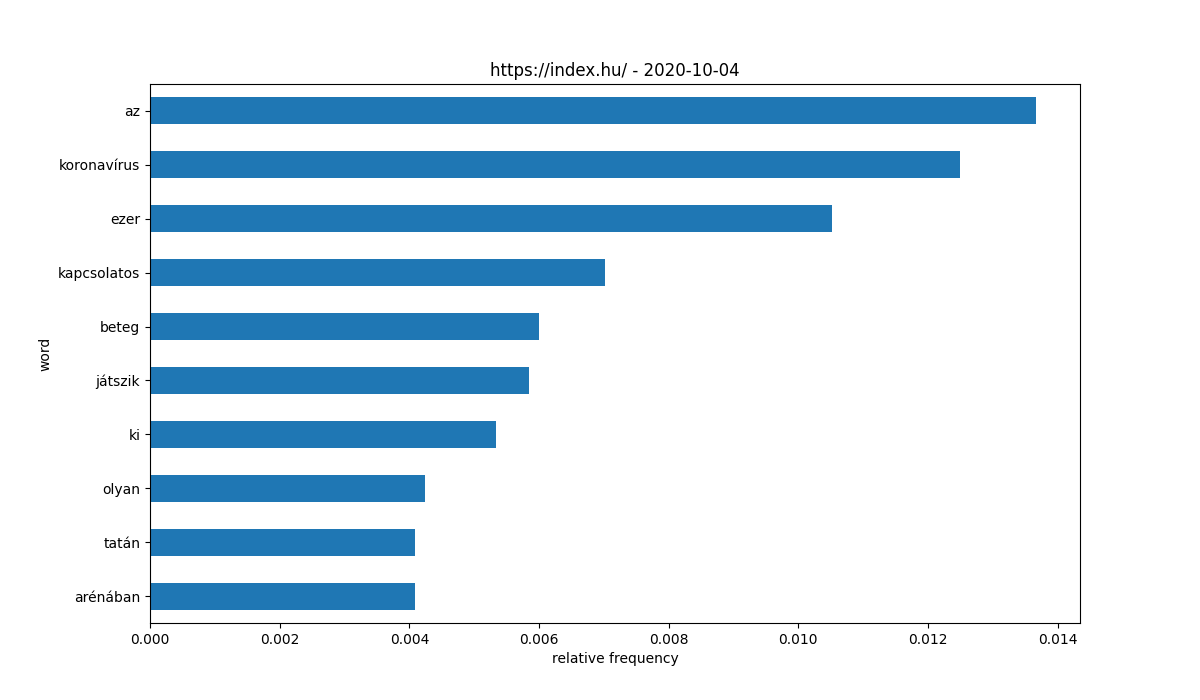 https://index.hu/ - 2020-10-04
az
koronavírus
ezer
kapcsolatos
beteg
játszik
ki
olyan
tatán
arénában
word
0.000 0.002 0.004 0.006 0.008 0.010 0.012 0.014
relative frequency